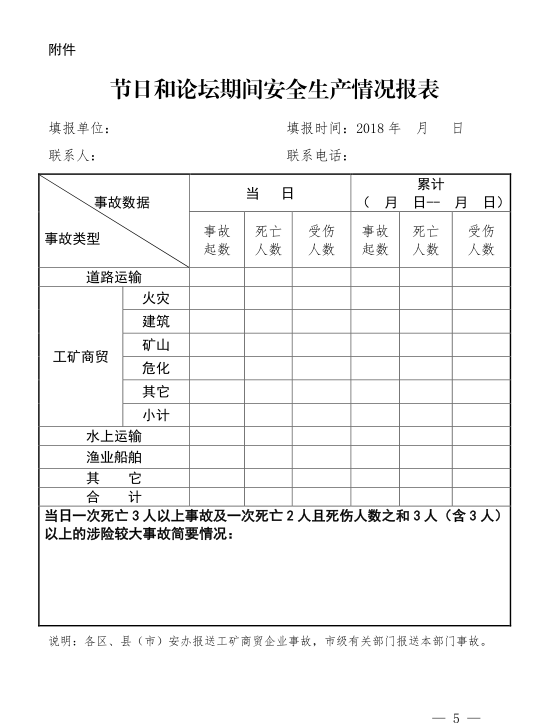 附件
节日和论坛期间安全生产情况报表
填报单位：
填报时间：2018 年 月 日
联系人：
联系电话：
事故数据
事故类型
当 日
累计
（ 月 日-- 月 日）
事故
起数
死亡
人数
受伤
人数
事故
起数
死亡
人数
受伤
人数
道路运输
工矿商贸
火灾
建筑
矿山
危化
其它
小计
水上运输
渔业船舶
其 它
合 计
当日一次死亡 3 人以上事故及一次死亡 2 人且死伤人数之和 3 人（含 3 人）
以上的涉险较大事故简要情况：
说明：各区、县（市）安办报送工矿商贸企业事故，市级有关部门报送本部门事故。
— 5 —